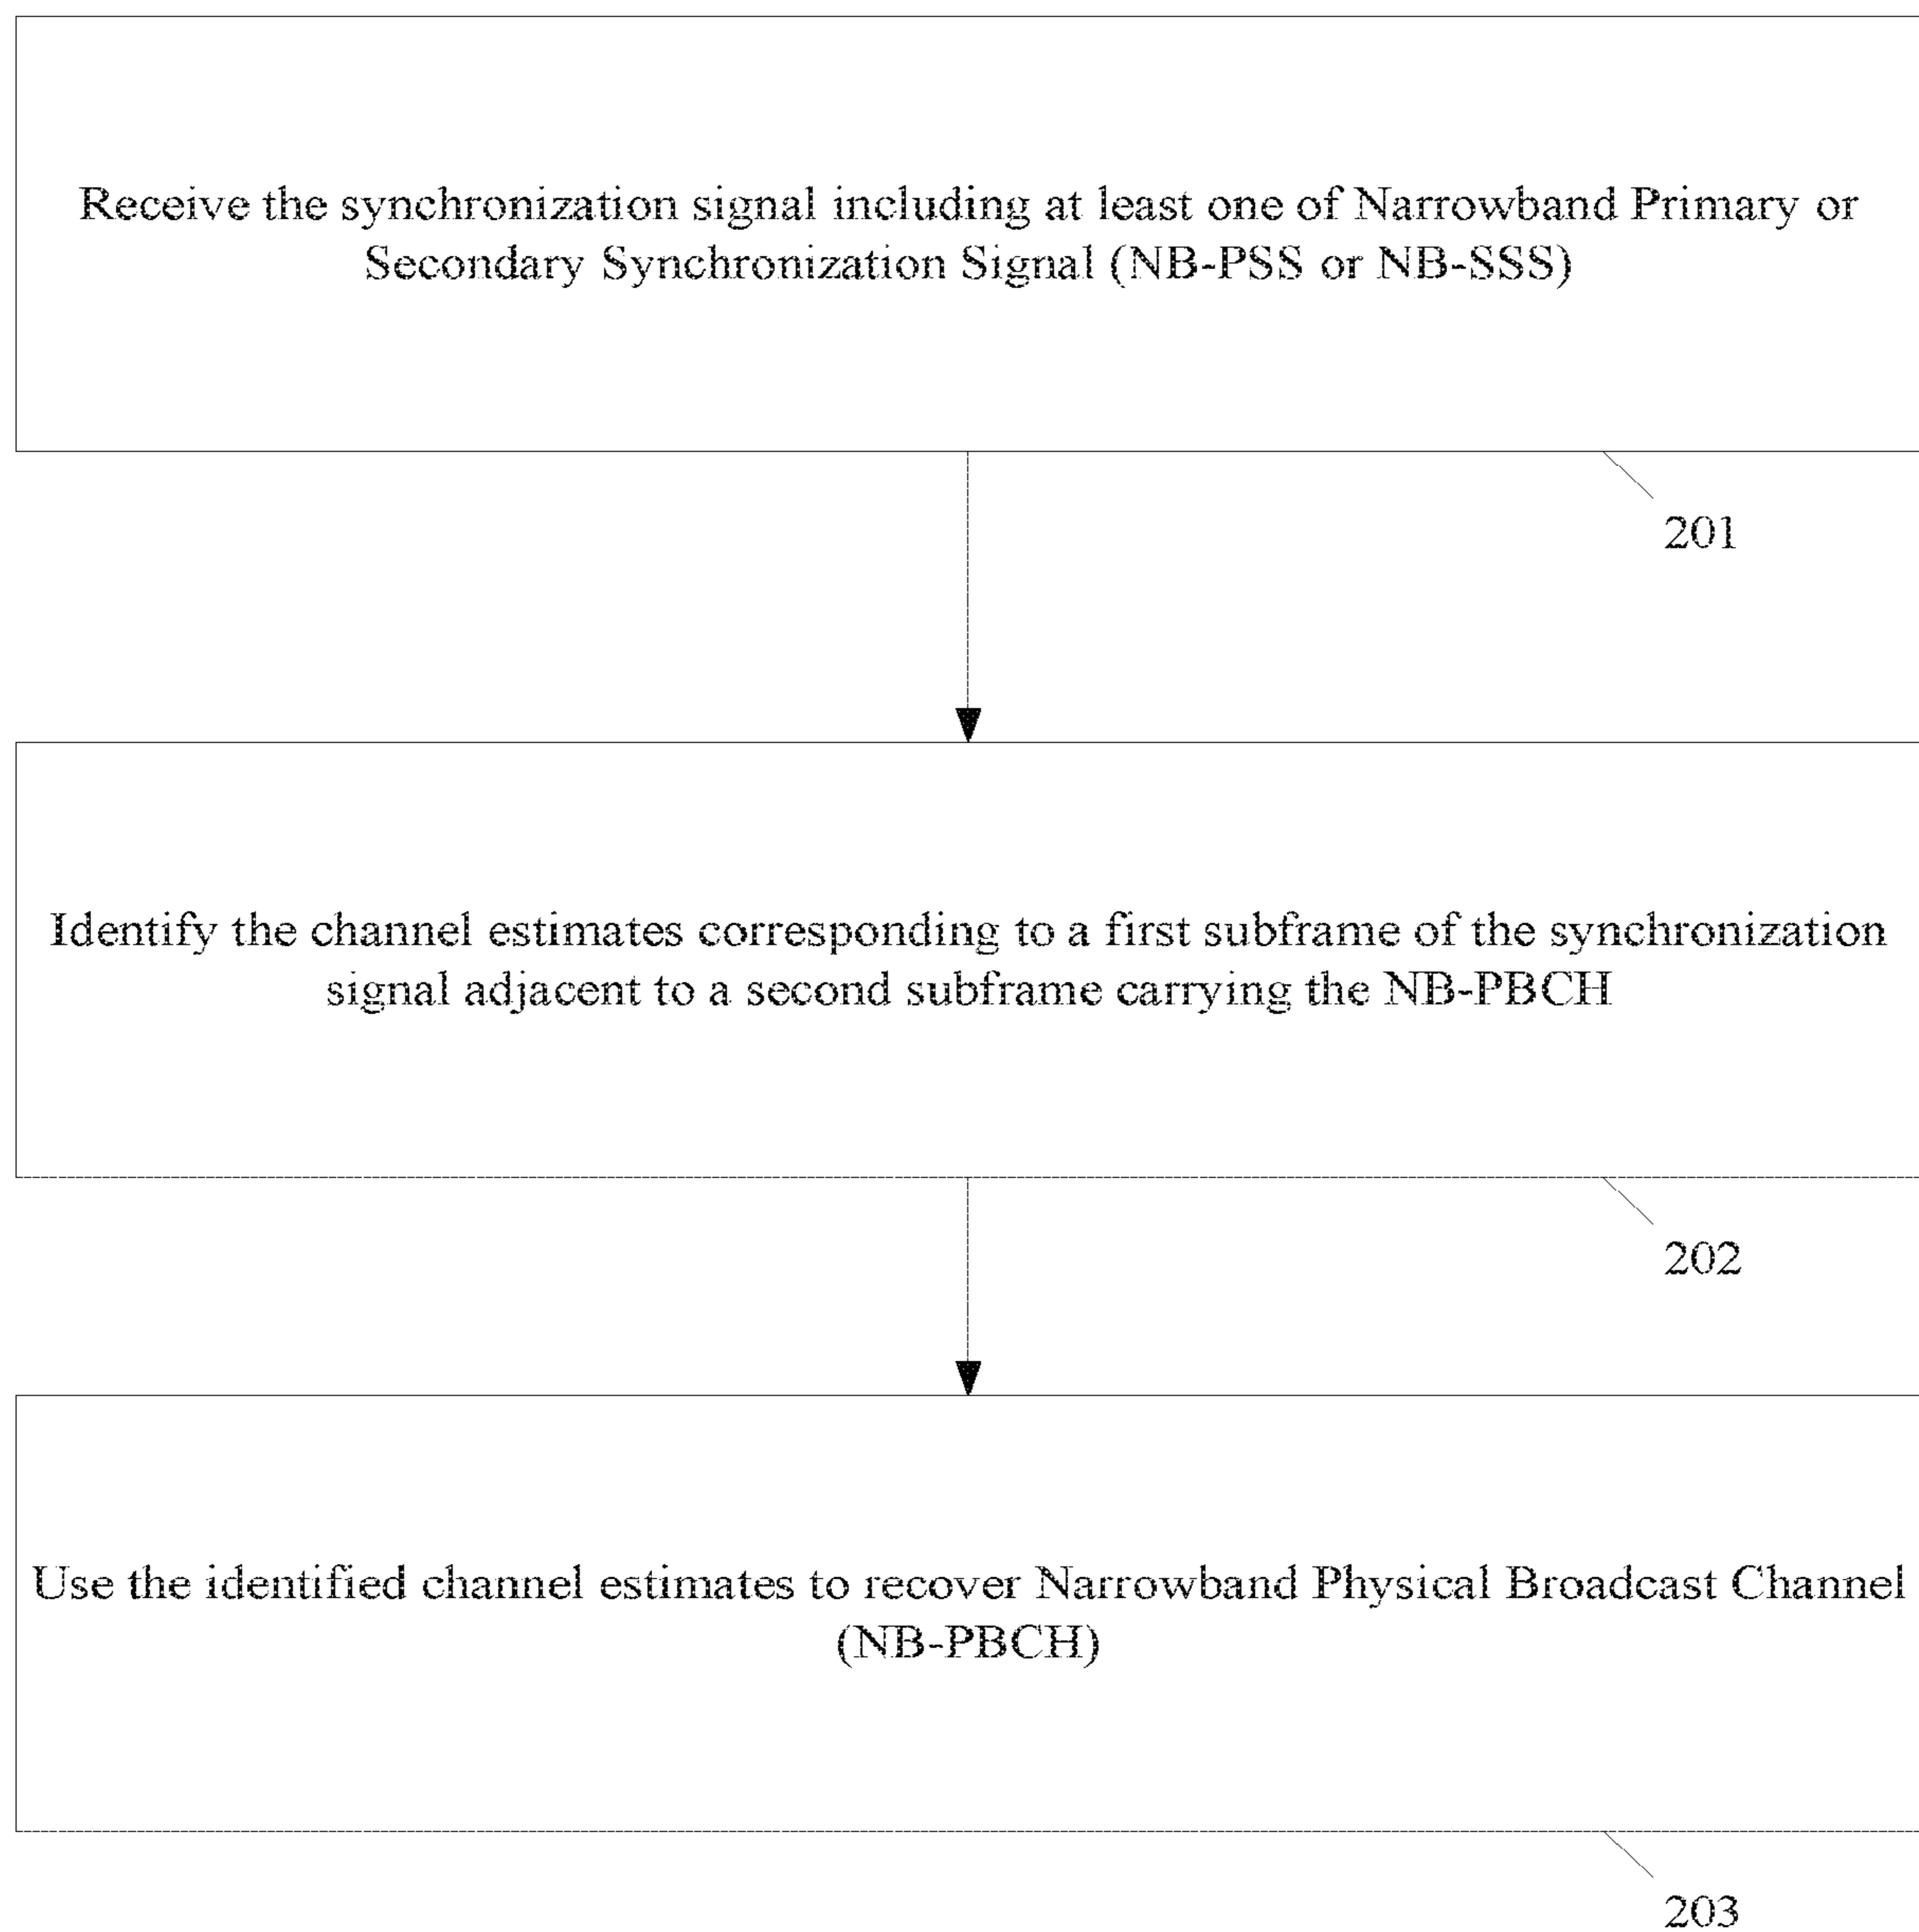 Receive the synchronization signal including at least one of Narrowband Primary or
Secondary Synchronization Signal (NB-PSS or NB-SSS)
201
Identify the channel estimates corresponding to a first subframe of the synchronization
signal adjacent to a second subframe carrying the NB-PBCH
202
Use the identified channel estimates to recover Narrowband Physical Broadcast Channel
(NB-PBCH)
203